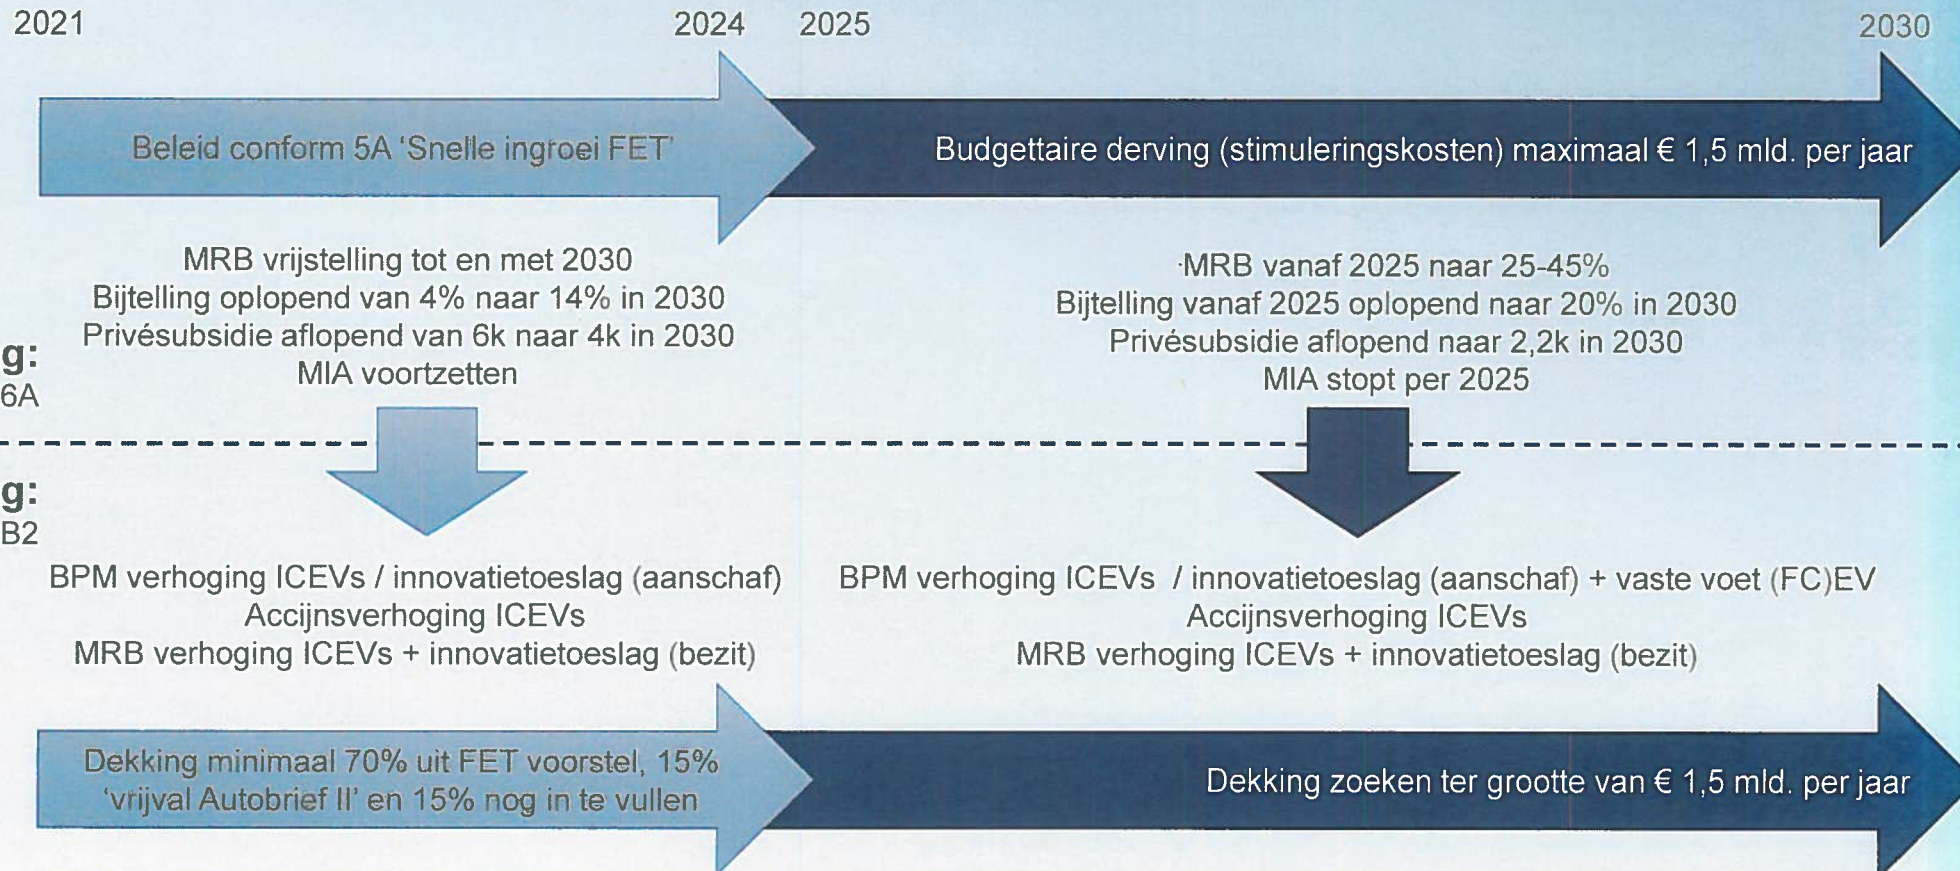 2021
2024
2025
2030
Beleid conform 5A ‘Snelle ingroei FET’
Budgettaire derving (stimuleringskosten) maximaal € 1,5 mld. per jaar
MRB vrijstelling tot en met 2030
Bijtelling oplopend van 4% naar 14% in 2030
Privésubsidie aflopend van 6k naar 4k in 2030
MIA voortzetten
MRB vanaf 2025 naar 25-45%
Bijtelling vanaf 2025 oplopend naar 20% in 2030
Privésubsidie aflopend naar 2,2k in 2030
MIA stopt per 2025
g:
6A
g:
B2
BPM verhoging ICEVs / innovatietoeslag (aanschaf)
Accijnsverhoging ICEVs
MRB verhoging ICEVs + innovatietoeslag (bezit)
BPM verhoging ICEVs / innovatietoeslag (aanschaf) + vaste voet (FC)EV
Accijnsverhoging ICEVs
MRB verhoging ICEVs + innovatietoeslag (bezit)
Dekking minimaal 70% uit FET voorstel, 15%
‘vrijval Autobrief II’ en 15% nog in te vullen
Dekking zoeken ter grootte van € 1,5 mld. per jaar